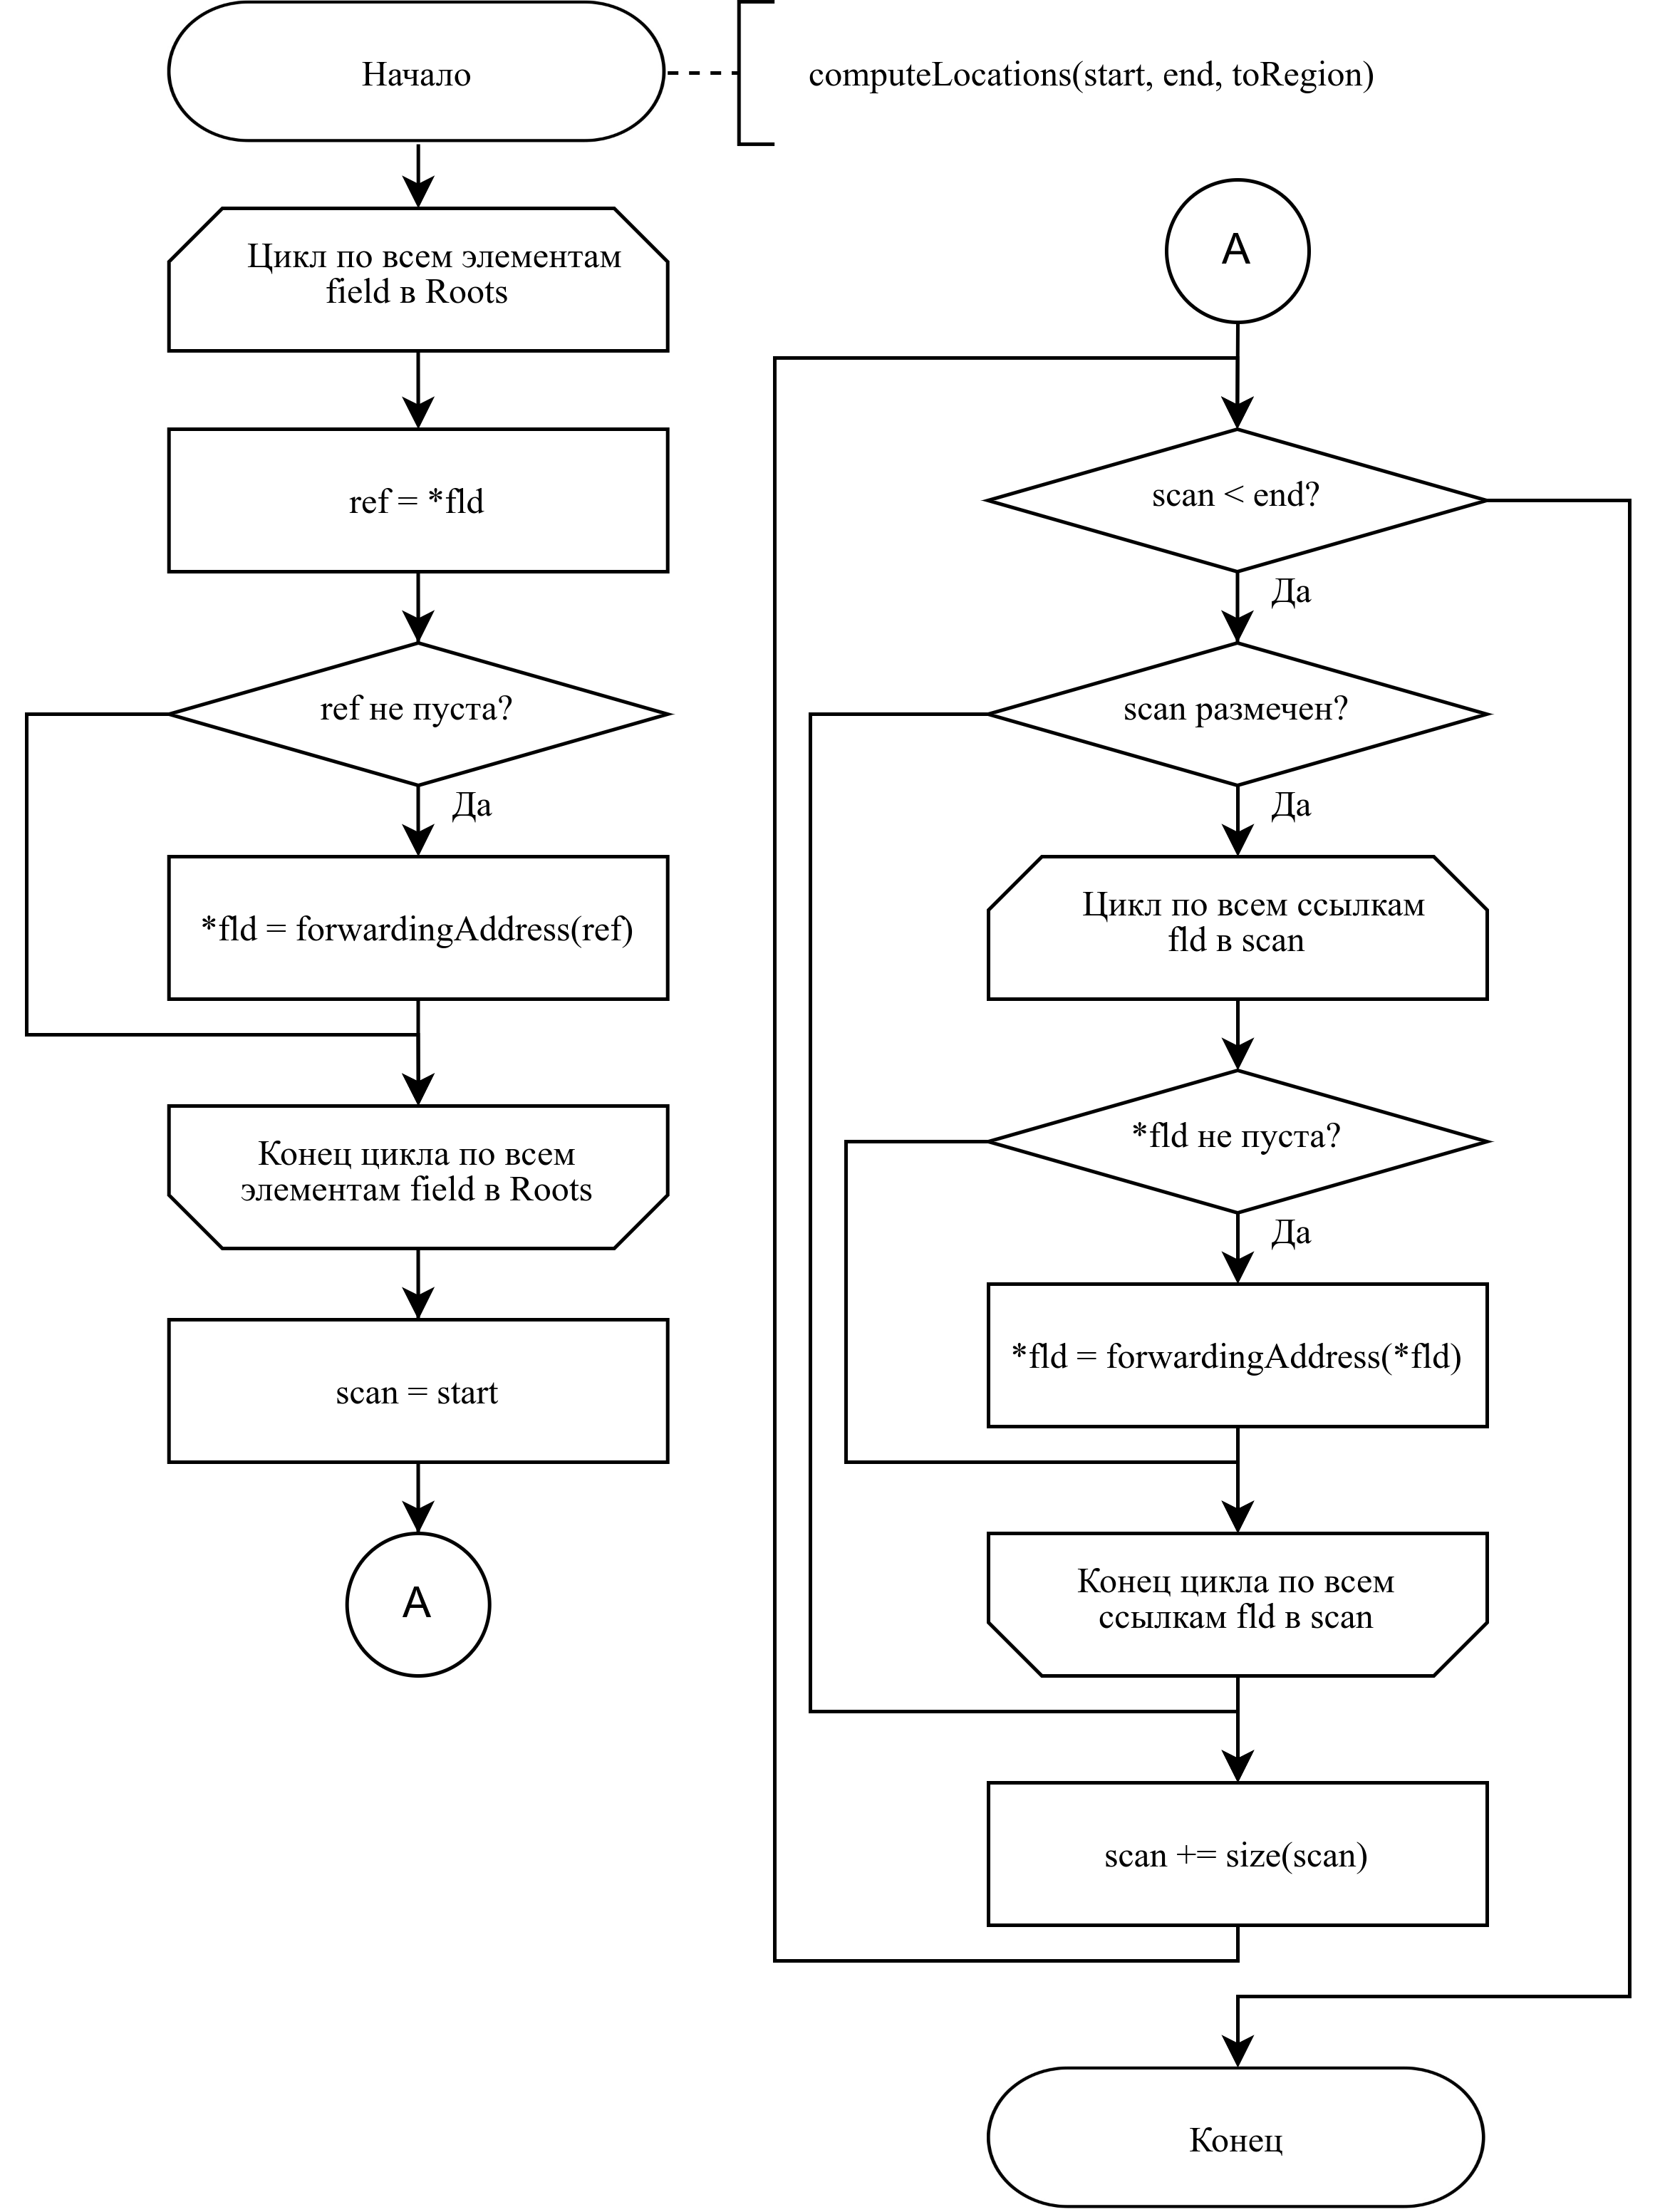 Начало
computeLocations(start, end, toRegion)
Цикл по всем элементам
field в Roots
ref = *fld
ref не пуста?
Да
*fld = forwardingAddress(ref)
Конец цикла по всем
элементам field в Roots
scan = start
A
A
scan < end?
Да
scan размечен?
Да
Цикл по всем ссылкам
fld в scan
*fld не пуста?
Да
*fld = forwardingAddress(*fld)
Конец цикла по всем
ссылкам fld в scan
scan += size(scan)
Конец